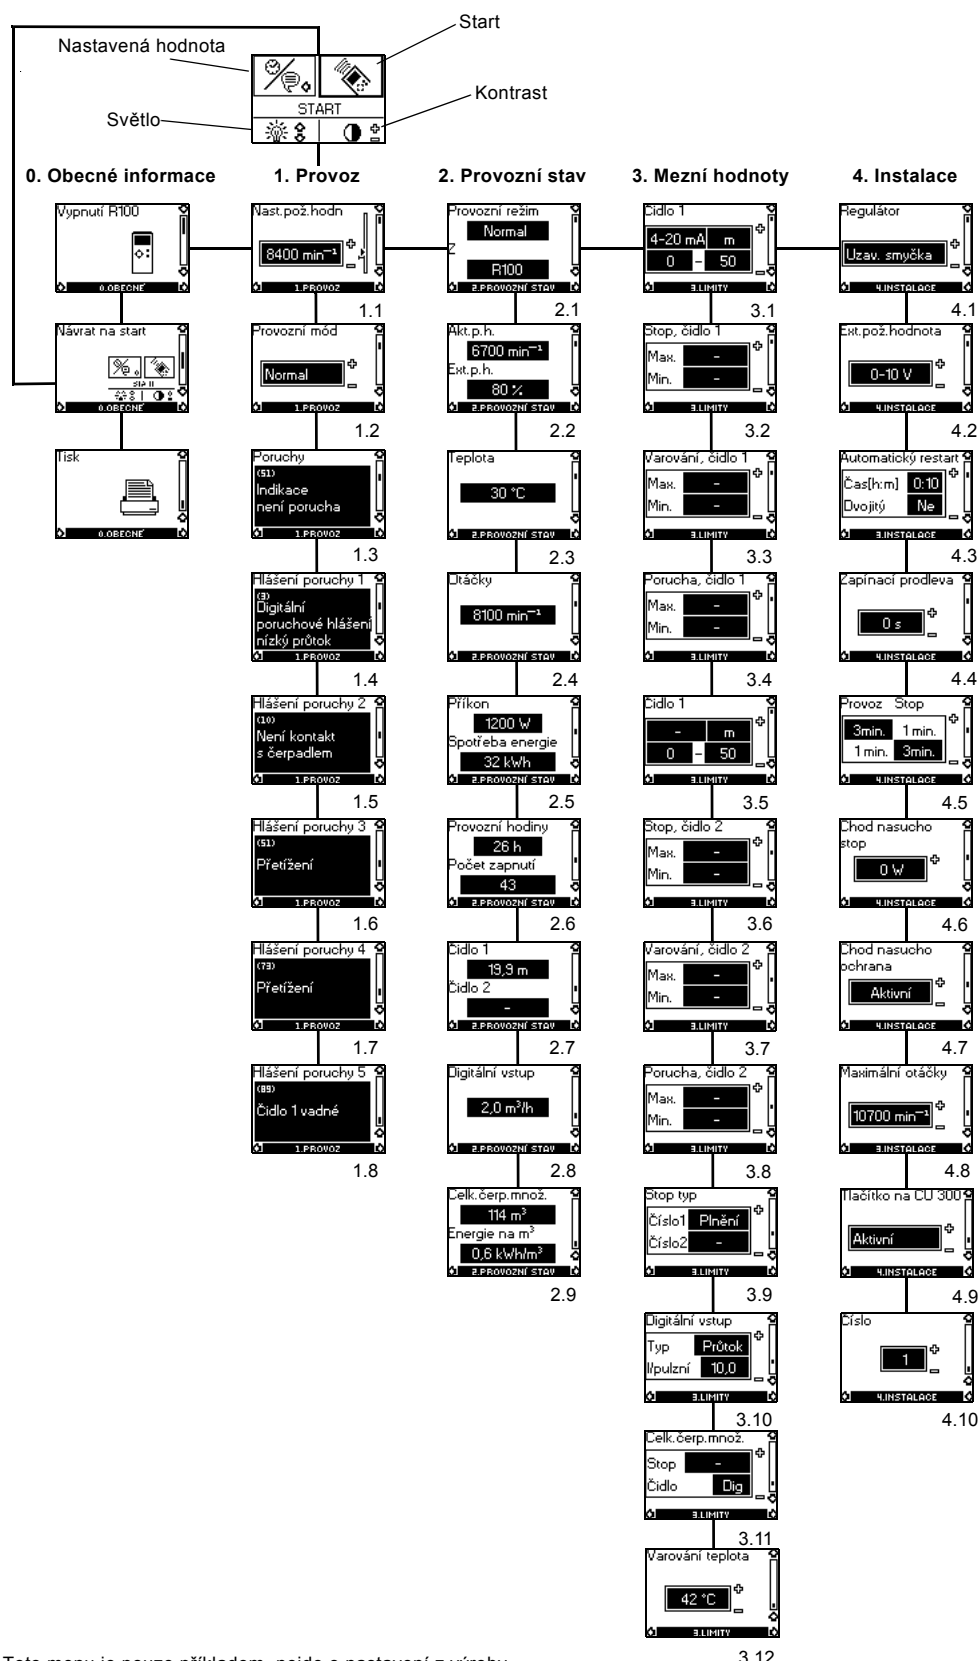 Start
Nastavená hodnota
Kontrast
START
Světlo
0. Obecné informace
1. Provoz
2. Provozní stav
3. Mezní hodnoty
4. Instalace
Vypnutí R100
0.OBECNÉ
Návrat na start
0.OBECNÉ
Tisk
0.OBECNÉ
Nast.pož.hodn
8400 min⁻¹
1.PROVOZ
1.1
Provozní mód
Normal
1.PROVOZ
1.2
Poruchy
(51)
Indikace
není porucha
1.PROVOZ
1.3
Hlášení poruchy 1
(3)
Digitální
poruchové hlášení
nízký průtok
1.PROVOZ
1.4
Hlášení poruchy 2
(10)
Není kontakt
s čerpadlem
1.PROVOZ
1.5
Hlášení poruchy 3
(51)
Přetížení
1.PROVOZ
1.6
Hlášení poruchy 4
(73)
Přetížení
1.PROVOZ
1.7
Hlášení poruchy 5
(89)
Čidlo 1 vadné
1.PROVOZ
1.8
Provozní režim
Normal
Z
R100
2.PROVOZNÍ STAV
2.1
Akt.p.h.
6700 min⁻¹
Ext.p.h.
80 %
2.PROVOZNÍ STAV
2.2
Teplota
30 °C
2.PROVOZNÍ STAV
2.3
Otáčky
8100 min⁻¹
2.PROVOZNÍ STAV
2.4
Příkon
1200 W
Spotřeba energie
32 kWh
2.PROVOZNÍ STAV
2.5
Provozní hodiny
26 h
Počet zapnutí
43
2.PROVOZNÍ STAV
2.6
Čidlo 1
19,9 m
Čidlo 2
-
2.PROVOZNÍ STAV
2.7
Digitální vstup
2,0 m³/h
2.PROVOZNÍ STAV
2.8
Celk.čerp.množ.
114 m³
Energie na m³
0,6 kWh/m³
2.PROVOZNÍ STAV
2.9
Čidlo 1
4-20 mA m
0 - 50
3.LIMITY
3.1
Stop, čidlo 1
Max. -
Min. -
3.LIMITY
3.2
Varování, čidlo 1
Max. -
Min. -
3.LIMITY
3.3
Porucha, čidlo 1
Max. -
Min. -
3.LIMITY
3.4
Čidlo 1
- m
0 - 50
3.LIMITY
3.5
Stop, čidlo 2
Max. -
Min. -
3.LIMITY
3.6
Varování, čidlo 2
Max. -
Min. -
3.LIMITY
3.7
Porucha, čidlo 2
Max. -
Min. -
3.LIMITY
3.8
Stop typ
Číslo1 Plnění
Číslo2 -
3.LIMITY
3.9
Digitální vstup
Typ Průtok
l/pulzní 10,0
3.LIMITY
3.10
Celk.čerp.množ.
Stop -
Čidlo Dig
3.LIMITY
3.11
Varování teplota
42 °C
3.LIMITY
3.12
Regulátor
Uzav. smyčka
4.INSTALACE
4.1
Ext.pož.hodnota
0-10 V
4.INSTALACE
4.2
Automatický restart
Čas[h:m] 0:10
Dvojitý Ne
3.INSTALACE
4.3
Zapínací prodleva
0 s
4.INSTALACE
4.4
Provoz Stop
3min. 1 min.
1 min. 3min.
4.INSTALACE
4.5
Chod nasucho
stop
0 W
4.INSTALACE
4.6
Chod nasucho
ochrana
Aktivní
4.INSTALACE
4.7
Maximální otáčky
10700 min⁻¹
3.INSTALACE
4.8
Tlačítko na CU 300
Aktivní
4.INSTALACE
4.9
Číslo
1
4.INSTALACE
4.10